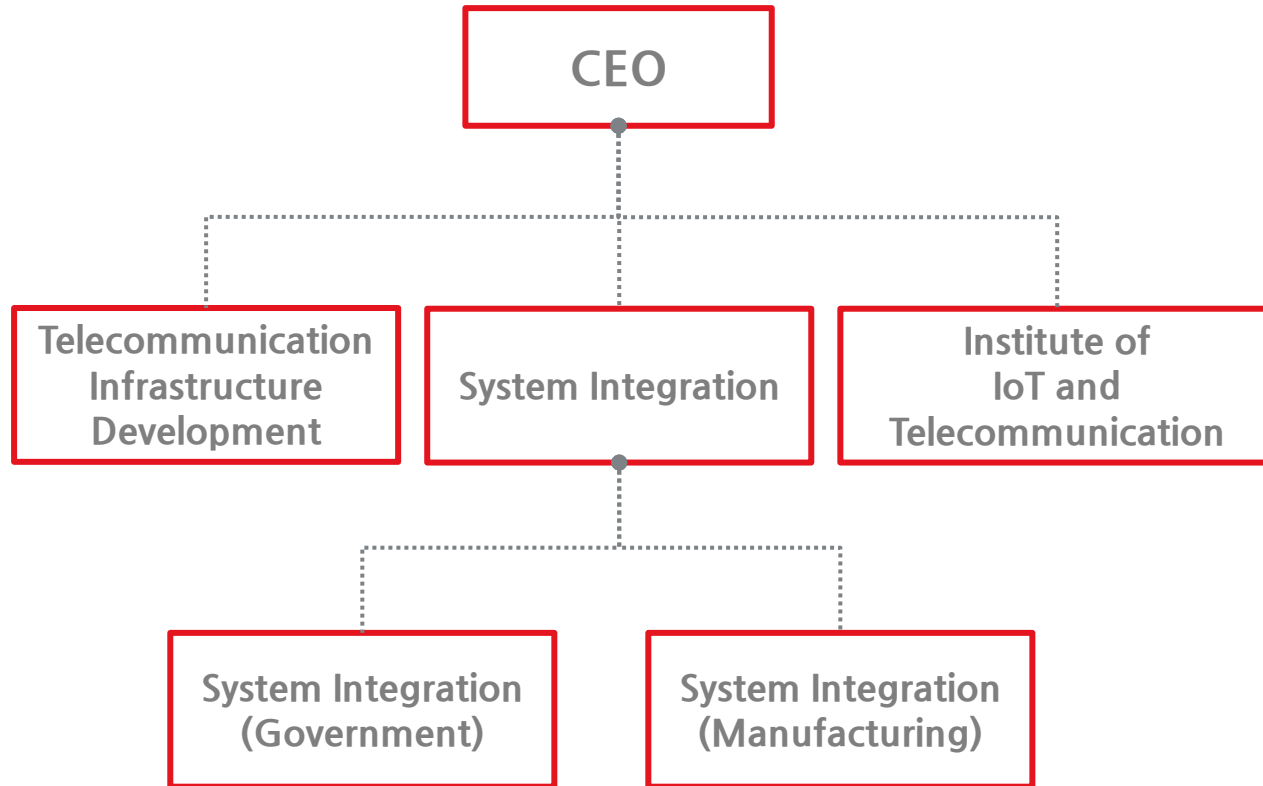 CEO
Telecommunication
Infrastructure
Development
System Integration
Institute of
IoT and
Telecommunication
System Integration
(Government)
System Integration
(Manufacturing)